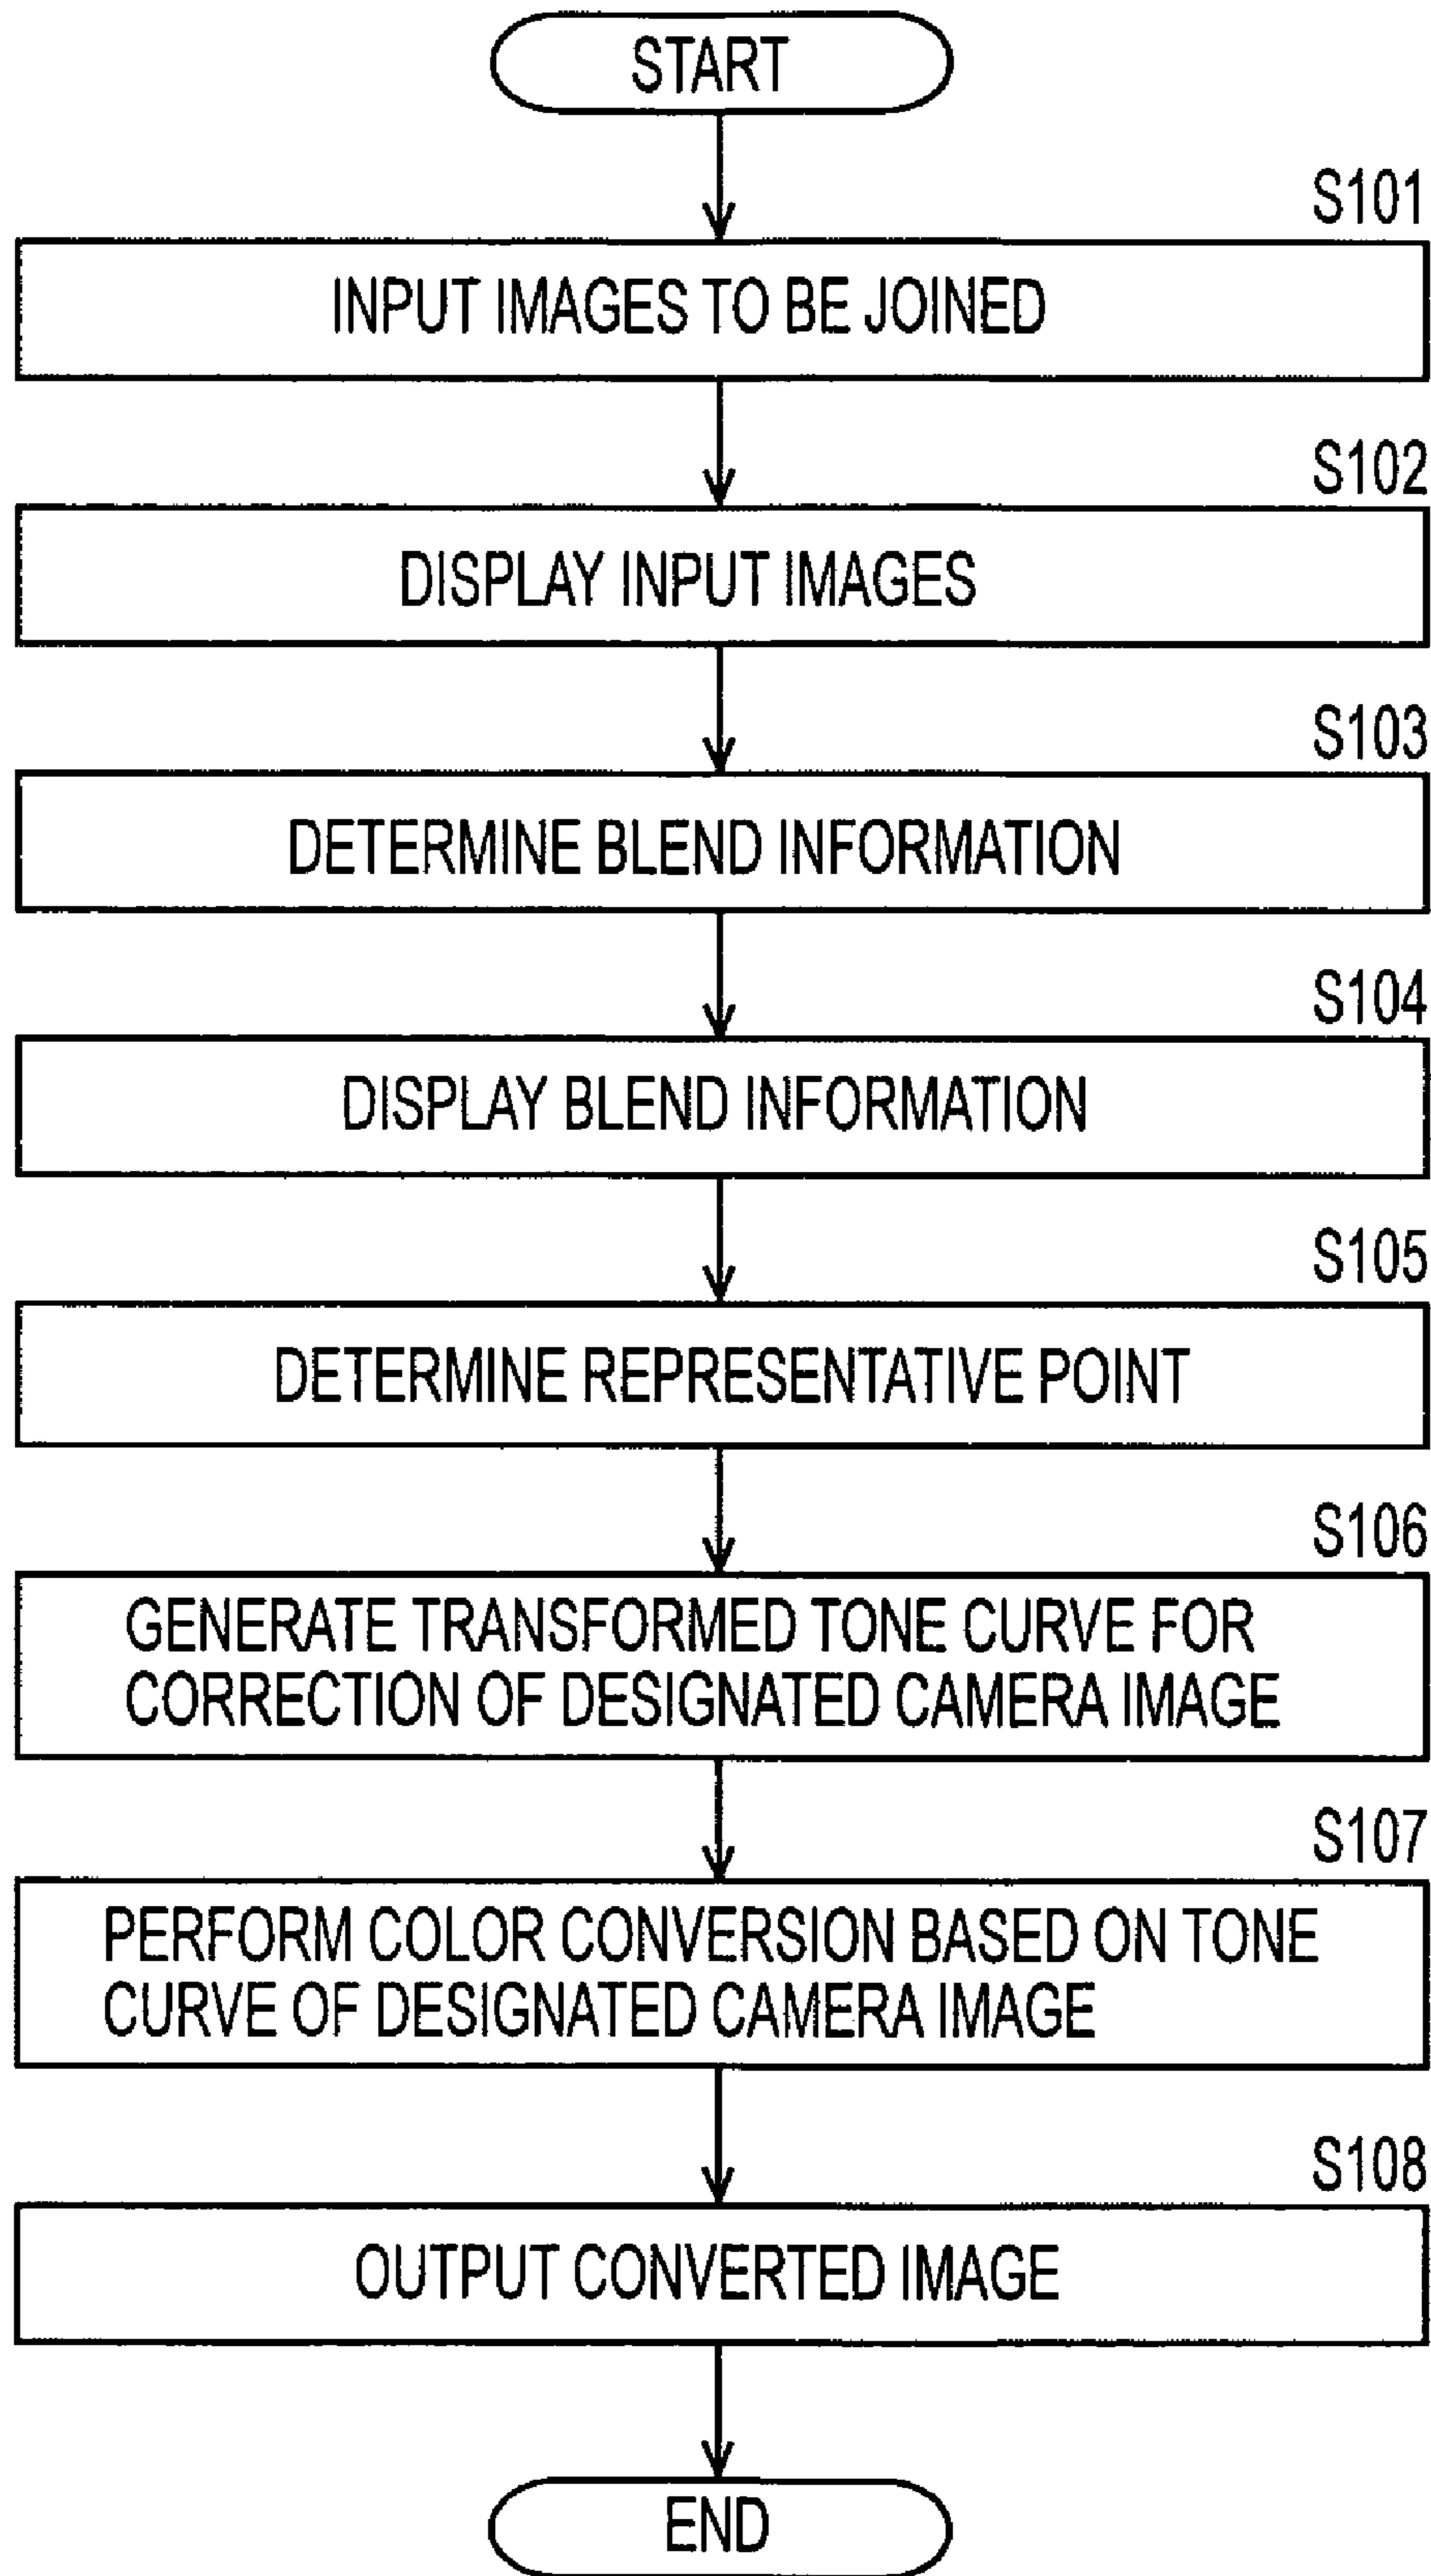 START
S101
INPUT IMAGES TO BE JOINED
S102
DISPLAY INPUT IMAGES
S103
DETERMINE BLEND INFORMATION
S104
DISPLAY BLEND INFORMATION
S105
DETERMINE REPRESENTATIVE POINT
S106
GENERATE TRANSFORMED TONE CURVE FOR
CORRECTION OF DESIGNATED CAMERA IMAGE
S107
PERFORM COLOR CONVERSION BASED ON TONE
CURVE OF DESIGNATED CAMERA IMAGE
S108
OUTPUT CONVERTED IMAGE
END